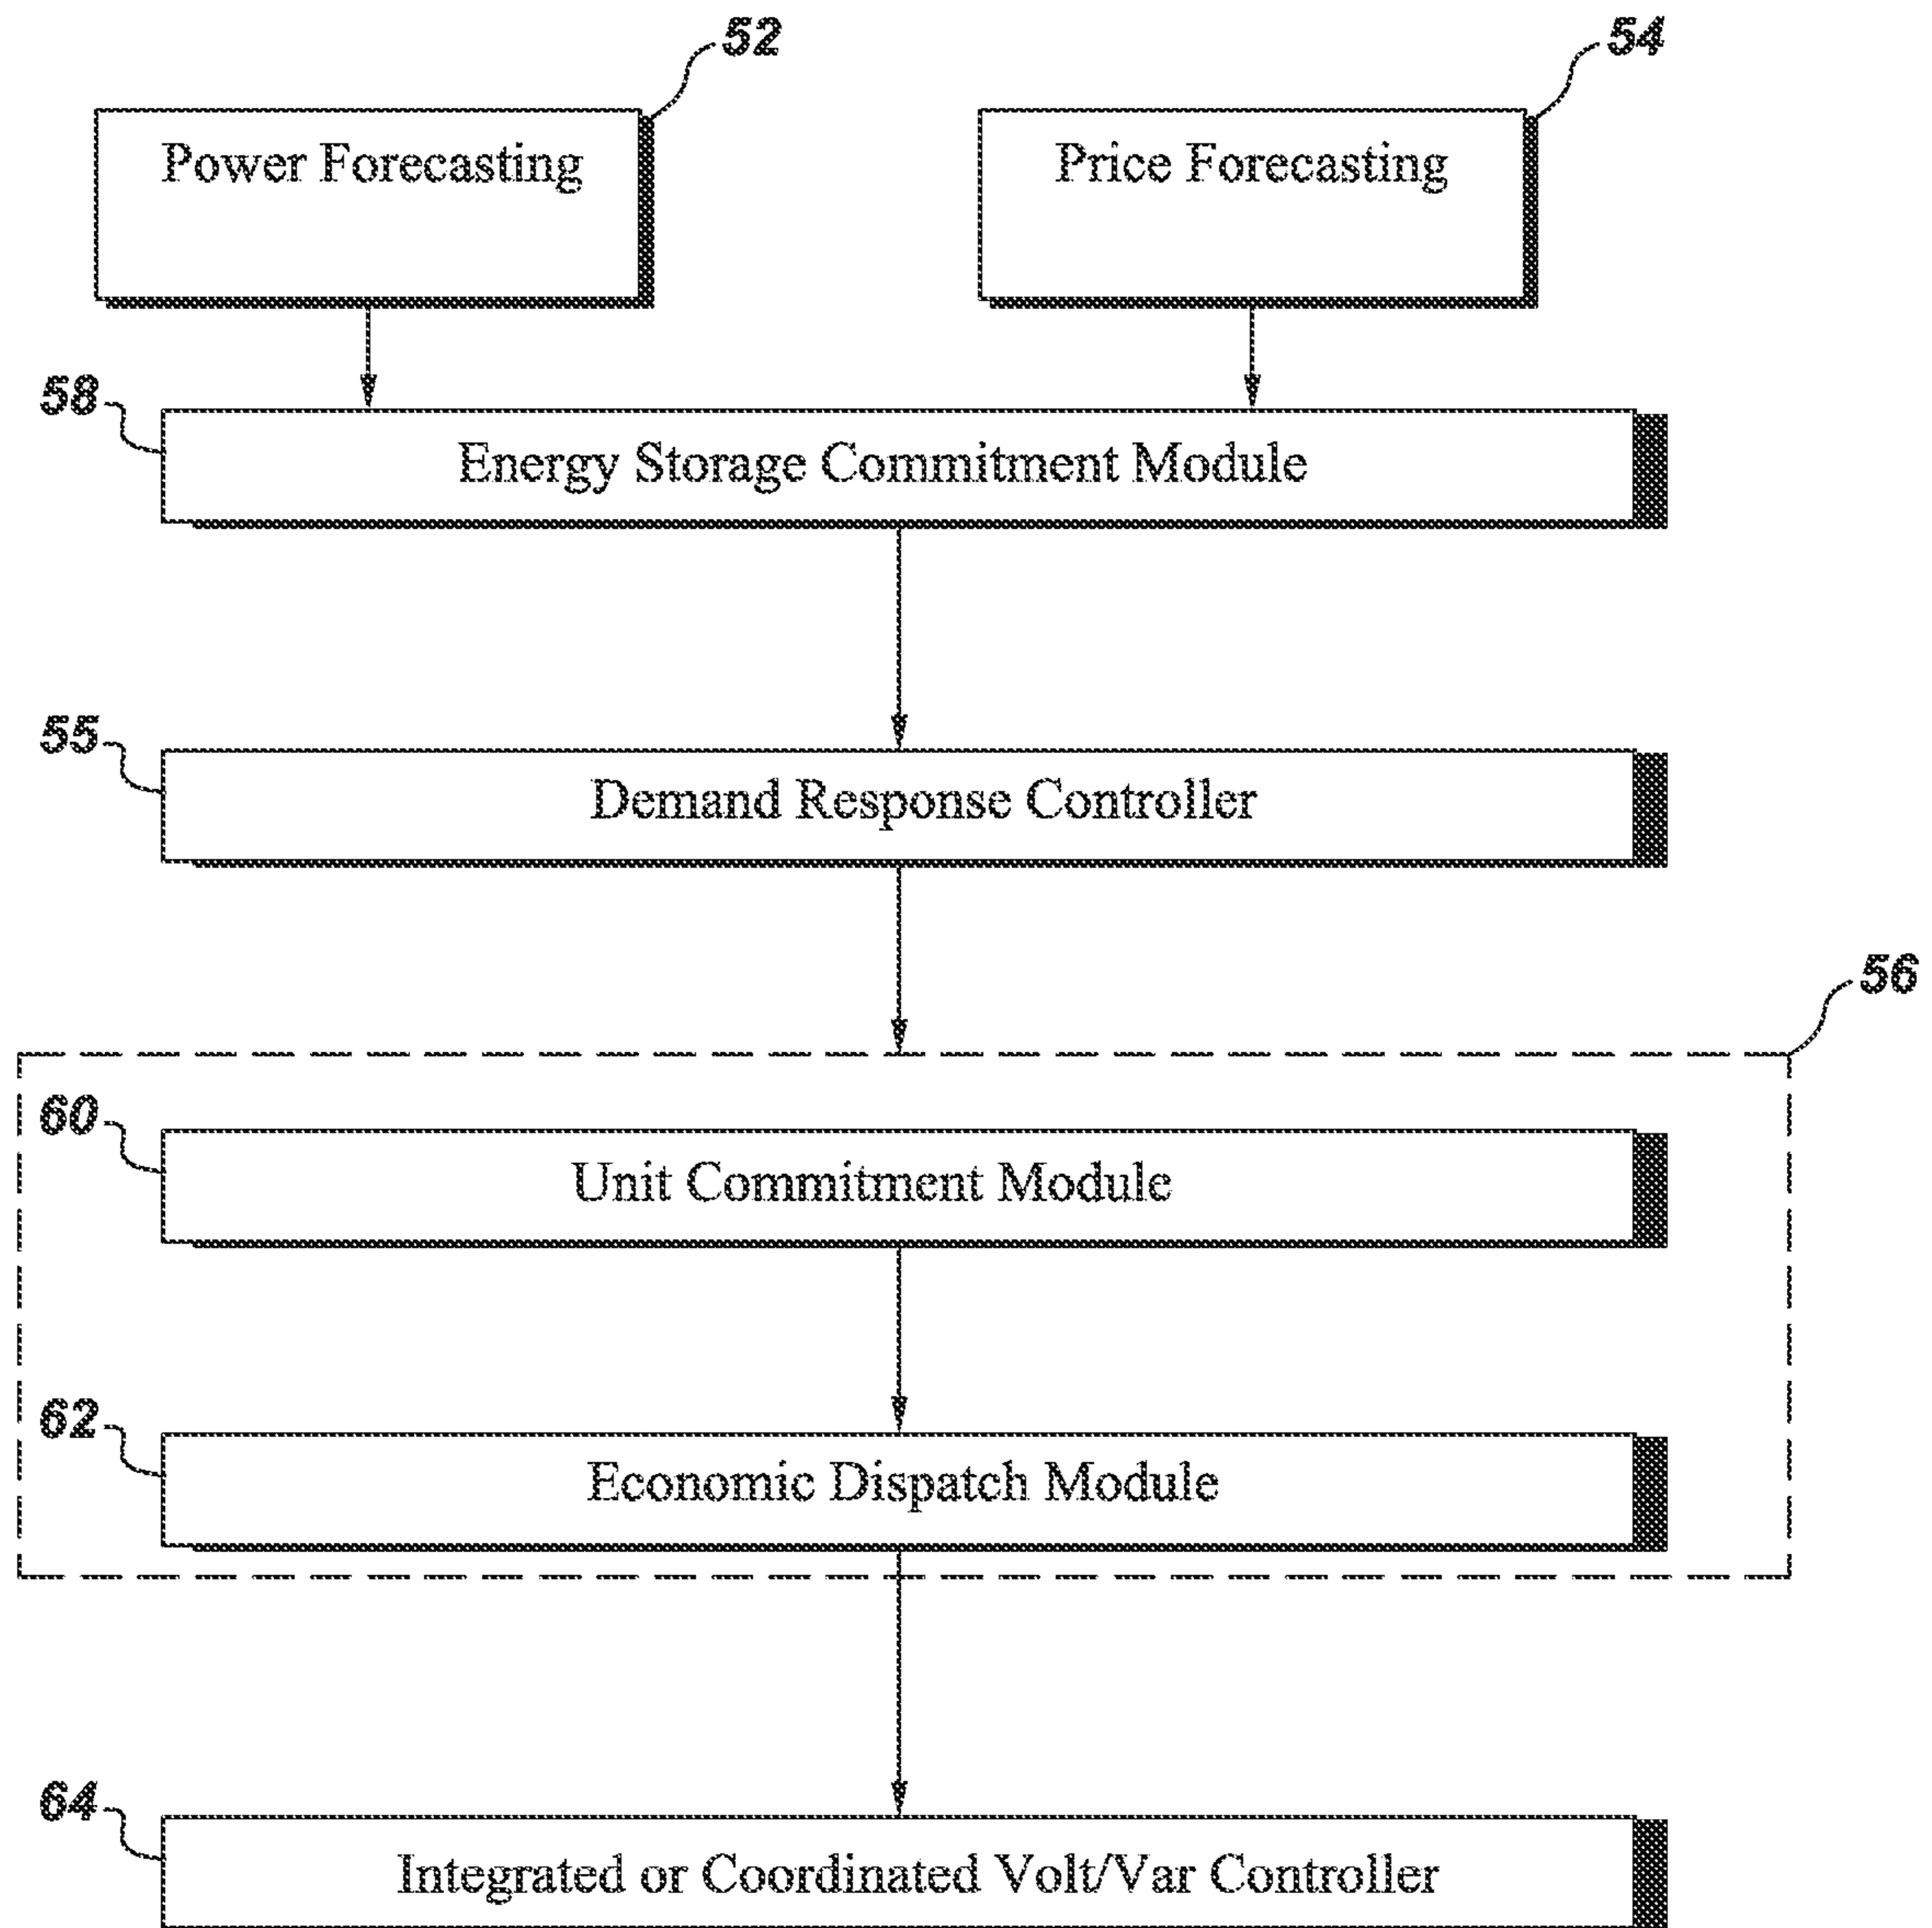 52
54
Power Forecasting
Price Forecasting
58
Energy Storage Commitment Module
55
Demand Response Controller
56
60
Unit Commitment Module
62
Economic Dispatch Module
64
Integrated or Coordinated Volt/Var Controller